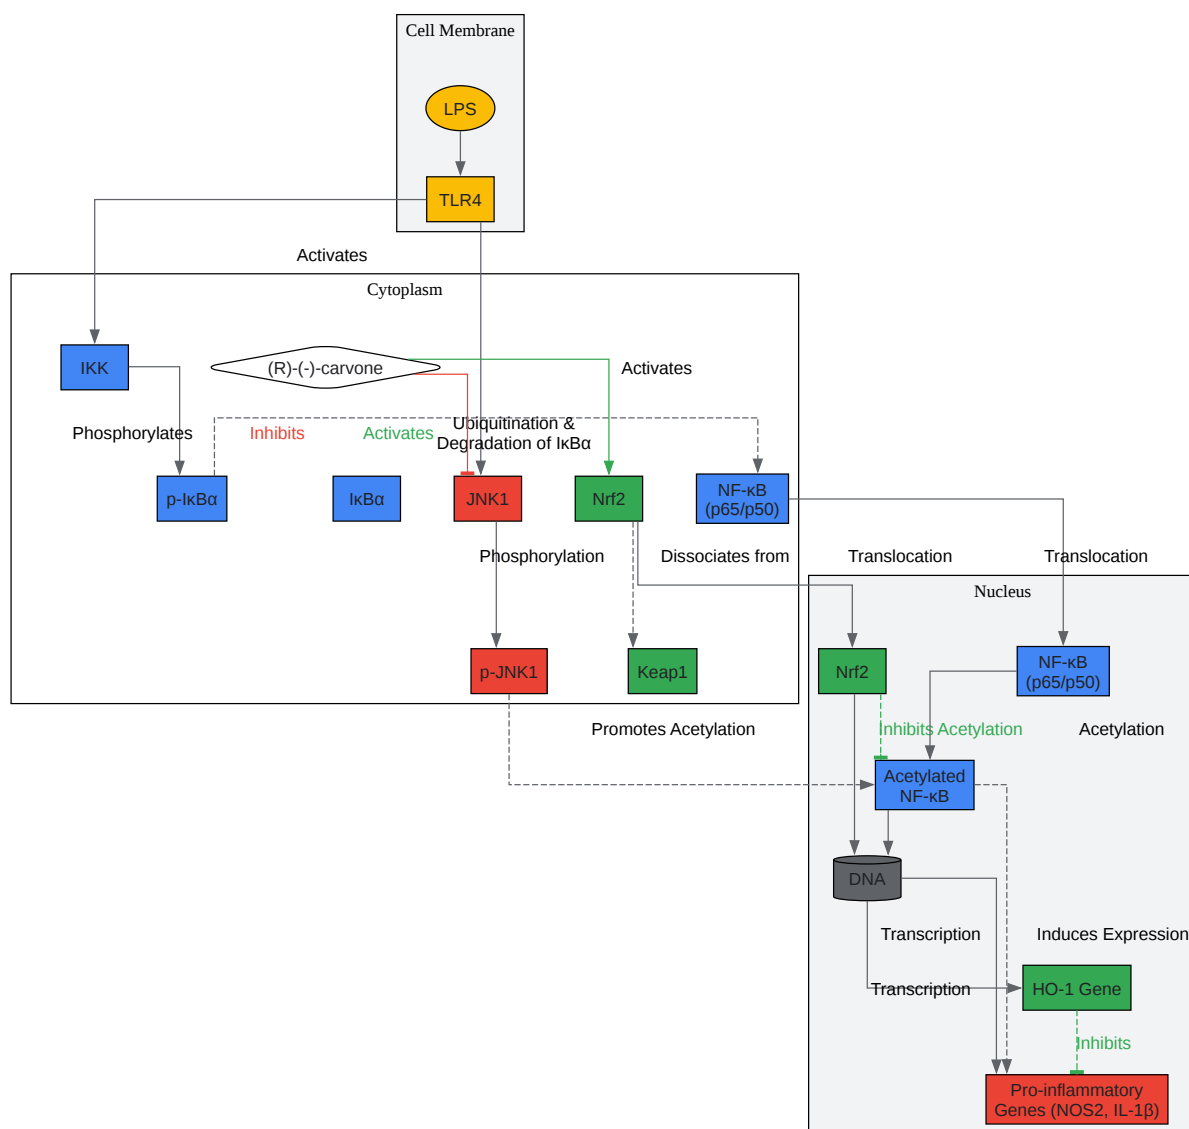 Cell Membrane
LPS
TLR4
Activates
Cytoplasm
IKK
(R)-(-)-carvone
Activates
Phosphorylates
Inhibits
Activates
Ubiquitination &
Degradation of IκBα
p-IκBα
IκBα
JNK1
Nrf2
NF-κB
(p65/p50)
Phosphorylation
Dissociates from
Translocation
Translocation
Nucleus
p-JNK1
Keap1
Nrf2
NF-κB
(p65/p50)
Promotes Acetylation
Inhibits Acetylation
Acetylation
Acetylated
NF-κB
DNA
Transcription
Induces Expression
Transcription
HO-1 Gene
Inhibits
Pro-inflammatory
Genes (NOS2, IL-1β)